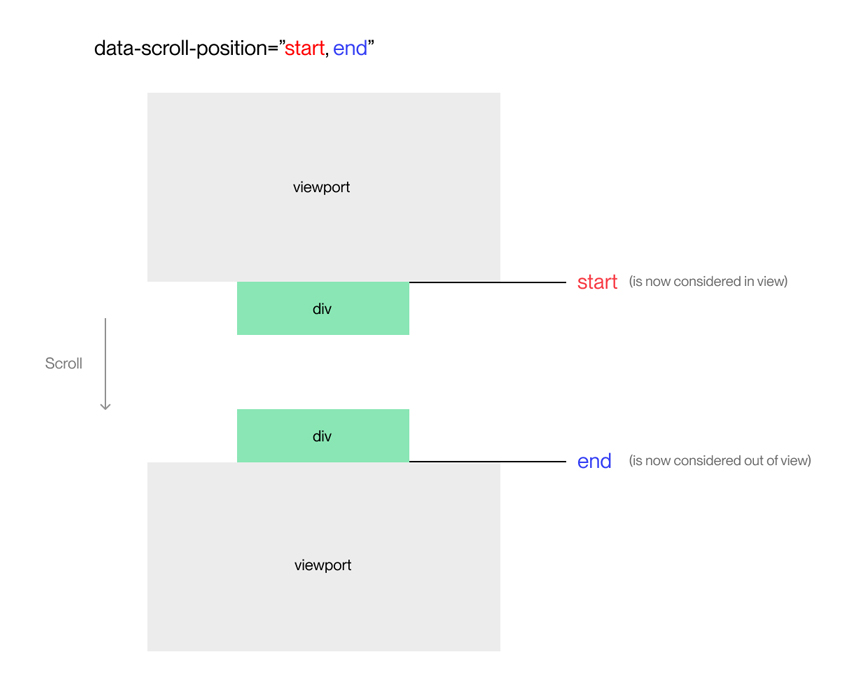 data-scroll-position=”start, end”
viewport
start (is now considered in view)
div
Scroll
div
end (is now considered out of view)
viewport